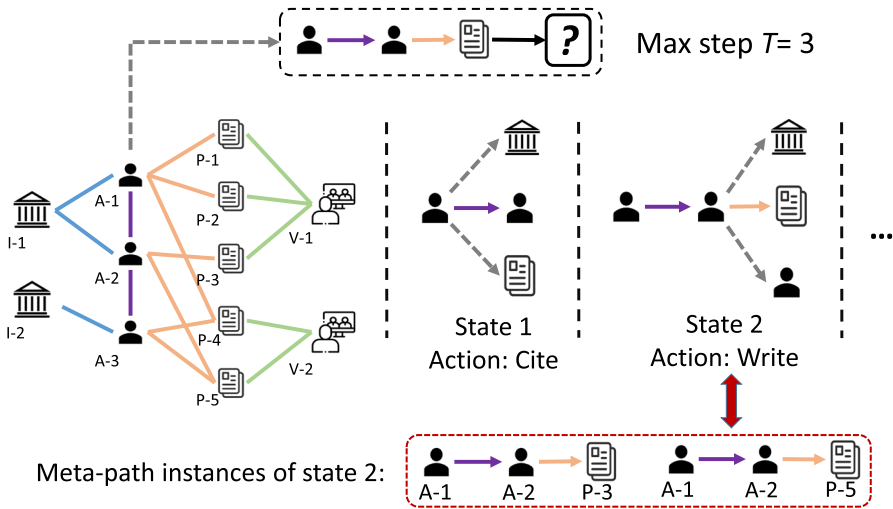 ?
Max step T= 3
P-1
A-1
P-2
I-1
V-1
A-2
P-3
I-2
P-4
A-3
V-2
P-5
State 1
Action: Cite
State 2
Action: Write
...
Meta-path instances of state 2:
A-1 A-2 P-3 A-1 A-2 P-5